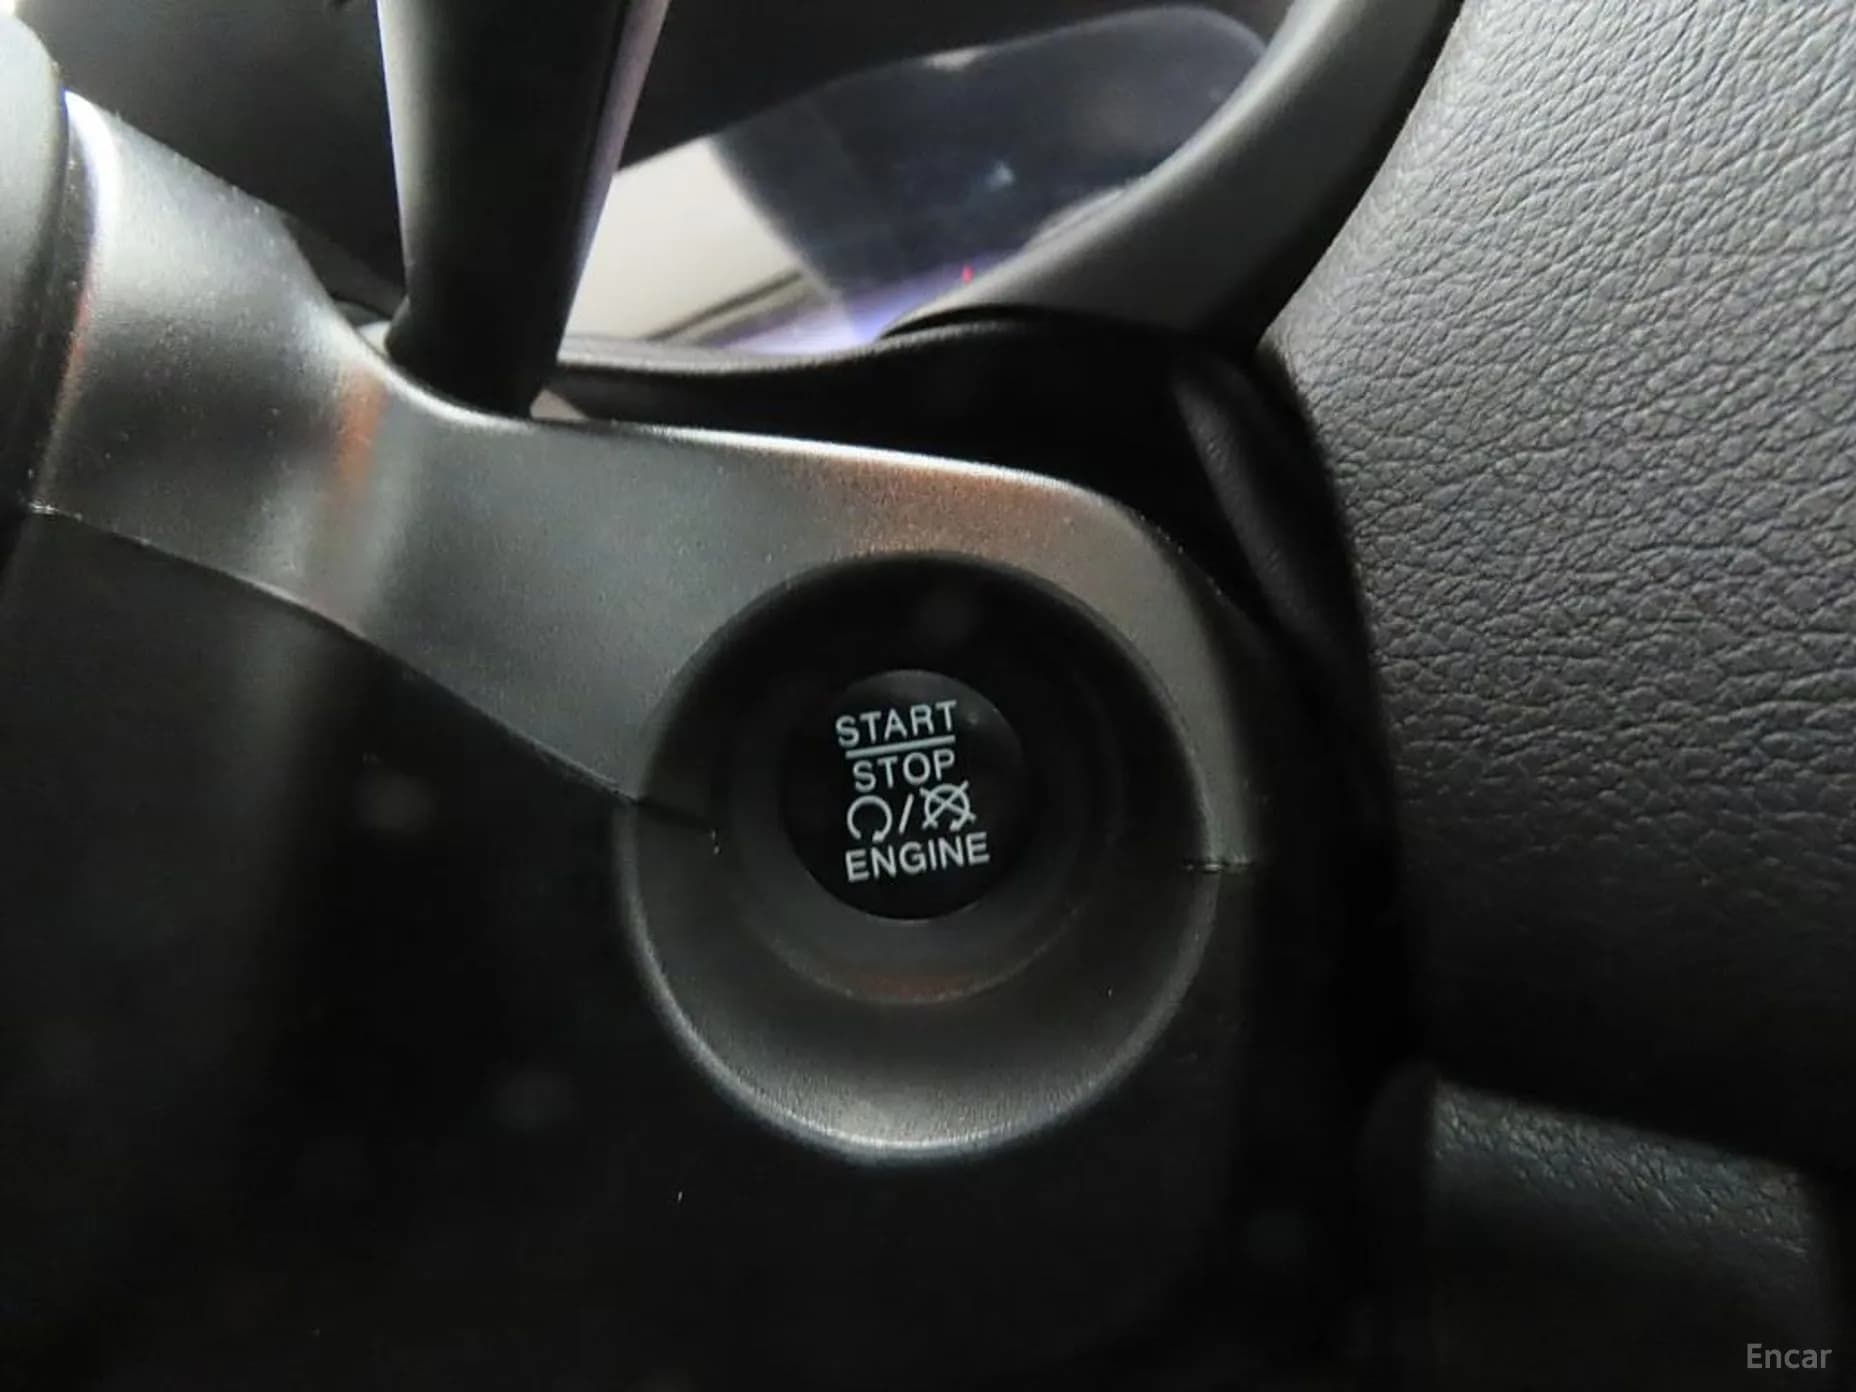 START
STOP
/
ENGINE
Encar